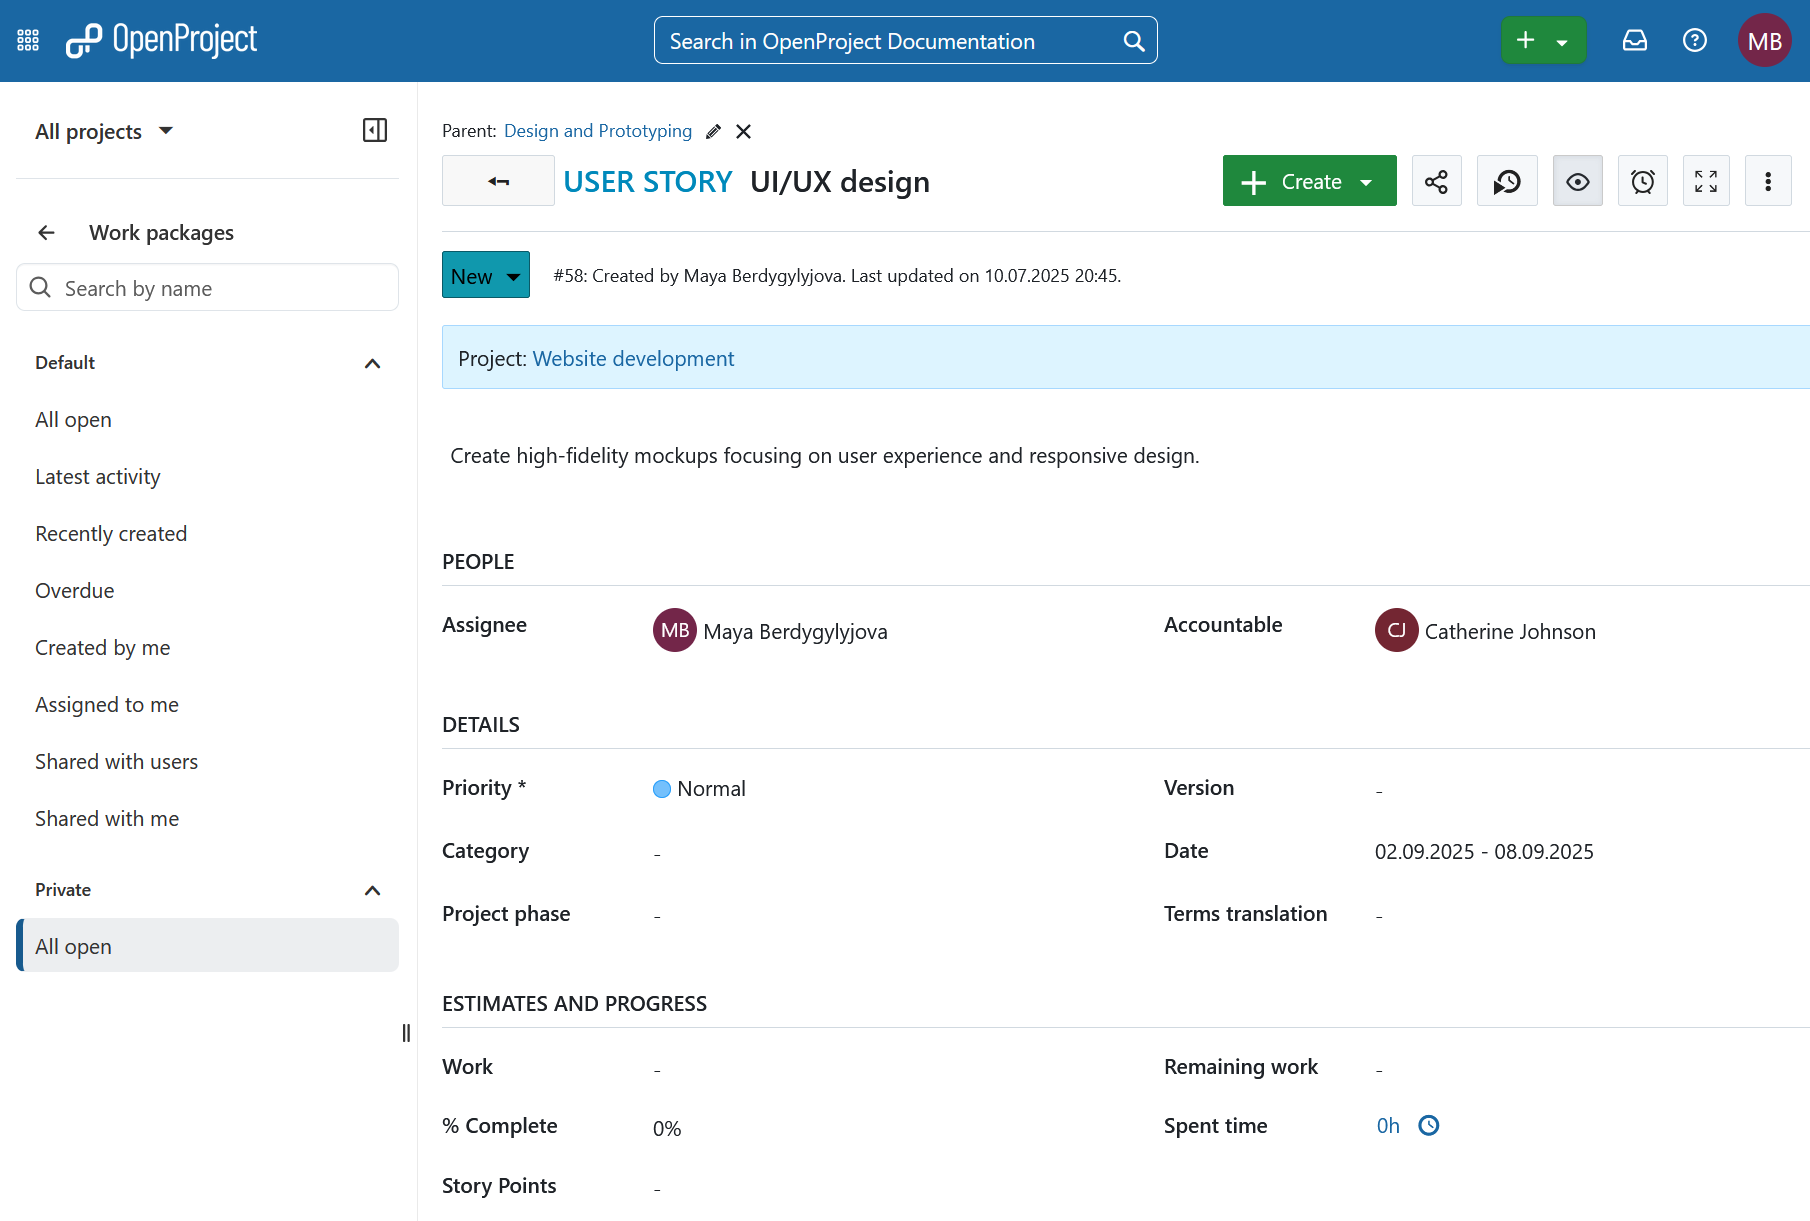 OpenProject
Search in OpenProject Documentation
MB
All projects
Work packages
Search by name
Default
All open
Latest activity
Recently created
Overdue
Created by me
Assigned to me
Shared with users
Shared with me
Private
All open
Parent: Design and Prototyping
USER STORY UI/UX design
Create
New
#58: Created by Maya Berdygylyjova. Last updated on 10.07.2025 20:45.
Project: Website development
Create high-fidelity mockups focusing on user experience and responsive design.
PEOPLE
Assignee MB Maya Berdygylyjova Accountable CJ Catherine Johnson
DETAILS
Priority * Normal Version -
Category - Date 02.09.2025 - 08.09.2025
Project phase - Terms translation -
ESTIMATES AND PROGRESS
Work - Remaining work -
% Complete 0% Spent time 0h
Story Points -